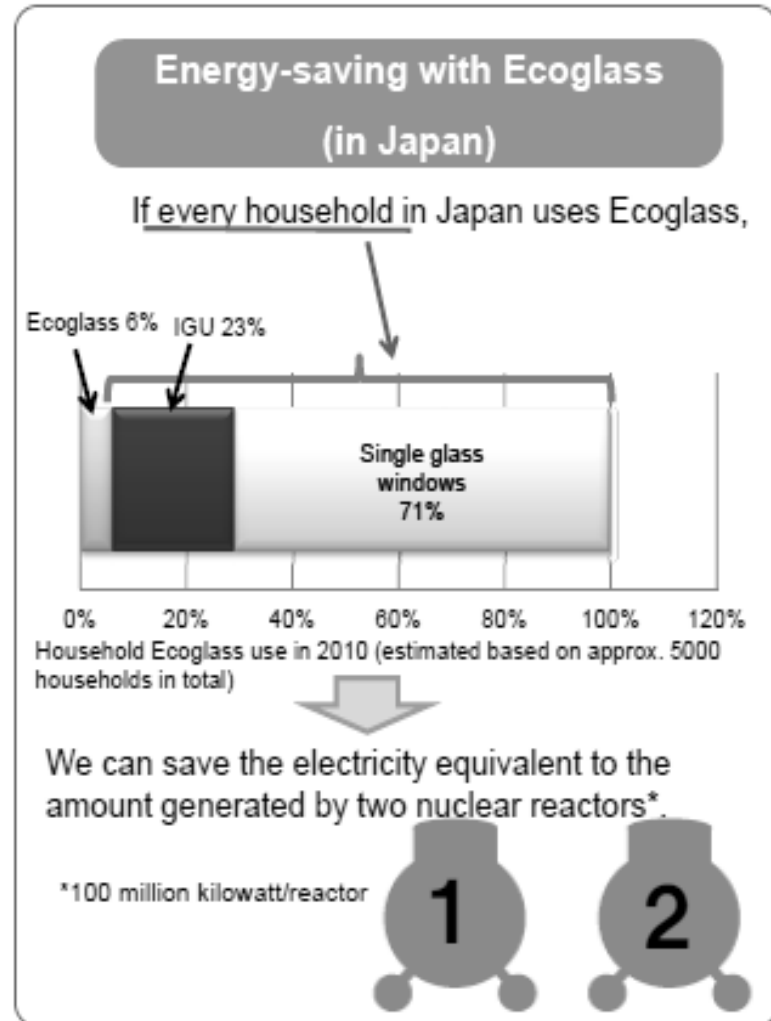 Energy-saving with Ecoglass
(in Japan)
If every household in Japan uses Ecoglass,
Ecoglass 6% IGU 23%
Single glass
windows
71%
0% 20% 40% 60% 80% 100% 120%
Household Ecoglass use in 2010 (estimated based on approx. 5000
households in total)
We can save the electricity equivalent to the
amount generated by two nuclear reactors*.
*100 million kilowatt/reactor
1 2